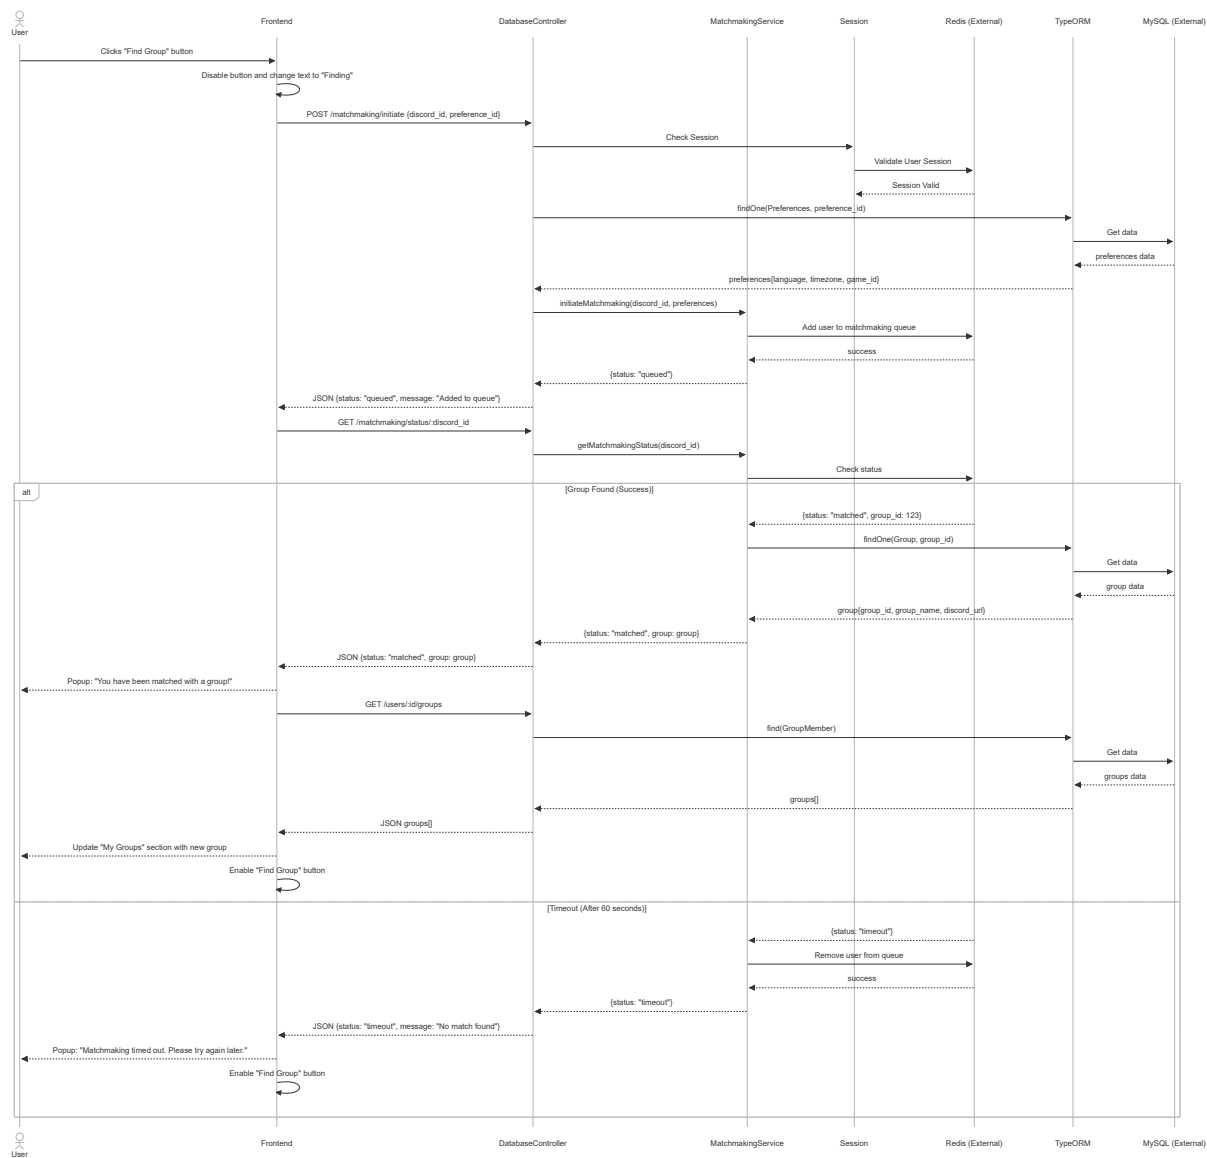 User
Frontend
DatabaseController
MatchmakingService
Session
Redis (External)
TypeORM
MySQL (External)
Clicks "Find Group" button
Disable button and change text to "Finding"
POST /matchmaking/initiate {discord_id, preference_id}
Check Session
Validate User Session
Session Valid
findOne(Preferences, preference_id)
Get data
preferences data
preferences{language, timezone, game_id}
initiateMatchmaking(discord_id, preferences)
Add user to matchmaking queue
success
{status: "queued"}
JSON {status: "queued", message: "Added to queue"}
GET /matchmaking/status/:discord_id
getMatchmakingStatus(discord_id)
Check status
alt
[Group Found (Success)]
{status: "matched", group_id: 123}
findOne(Group, group_id)
Get data
group data
group{group_id, group_name, discord_url}
{status: "matched", group: group}
JSON {status: "matched", group: group}
Popup: "You have been matched with a group!"
GET /users/:id/groups
find(GroupMember)
Get data
groups data
groups[]
JSON groups[]
Update "My Groups" section with new group
Enable "Find Group" button
[Timeout (After 60 seconds)]
{status: "timeout"}
Remove user from queue
success
{status: "timeout"}
JSON {status: "timeout", message: "No match found"}
Popup: "Matchmaking timed out. Please try again later."
Enable "Find Group" button
User
Frontend
DatabaseController
MatchmakingService
Session
Redis (External)
TypeORM
MySQL (External)